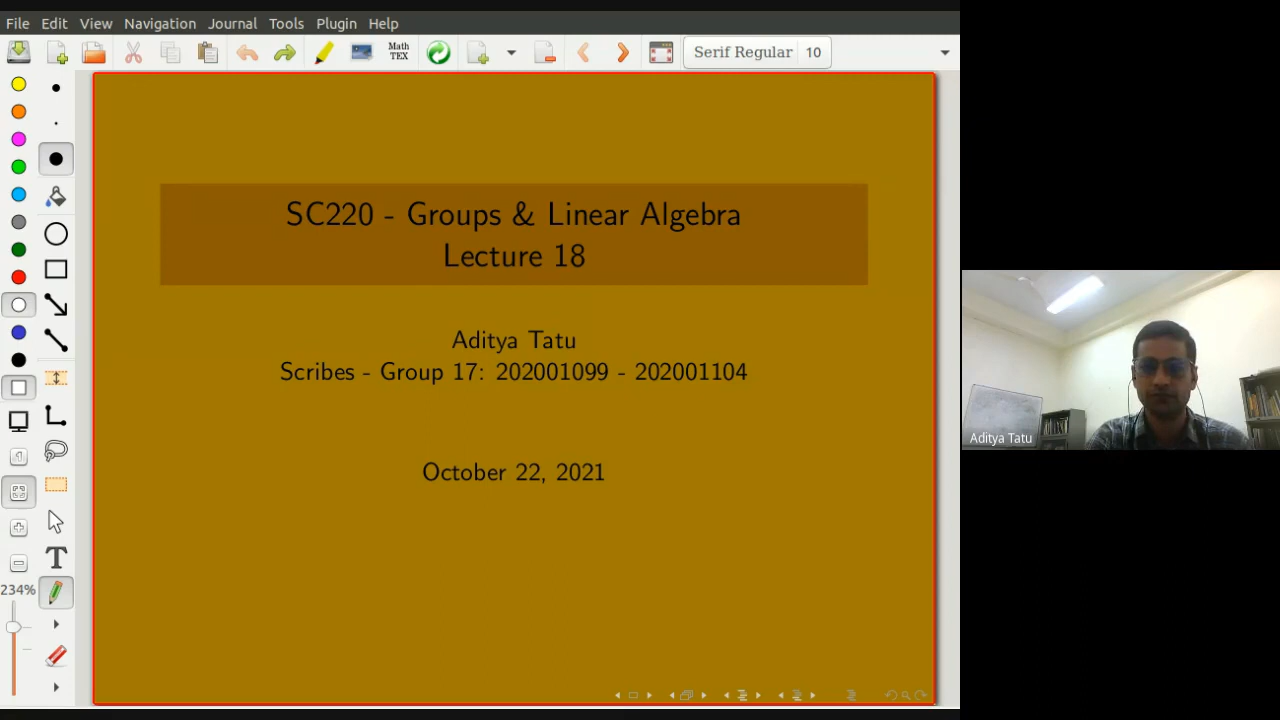 File Edit View Navigation Journal Tools Plugin Help
Math
TEX
Serif Regular 10
SC220 - Groups & Linear Algebra
Lecture 18
Aditya Tatu
Scribes - Group 17: 202001099 - 202001104
October 22, 2021
Aditya Tatu
T
234%